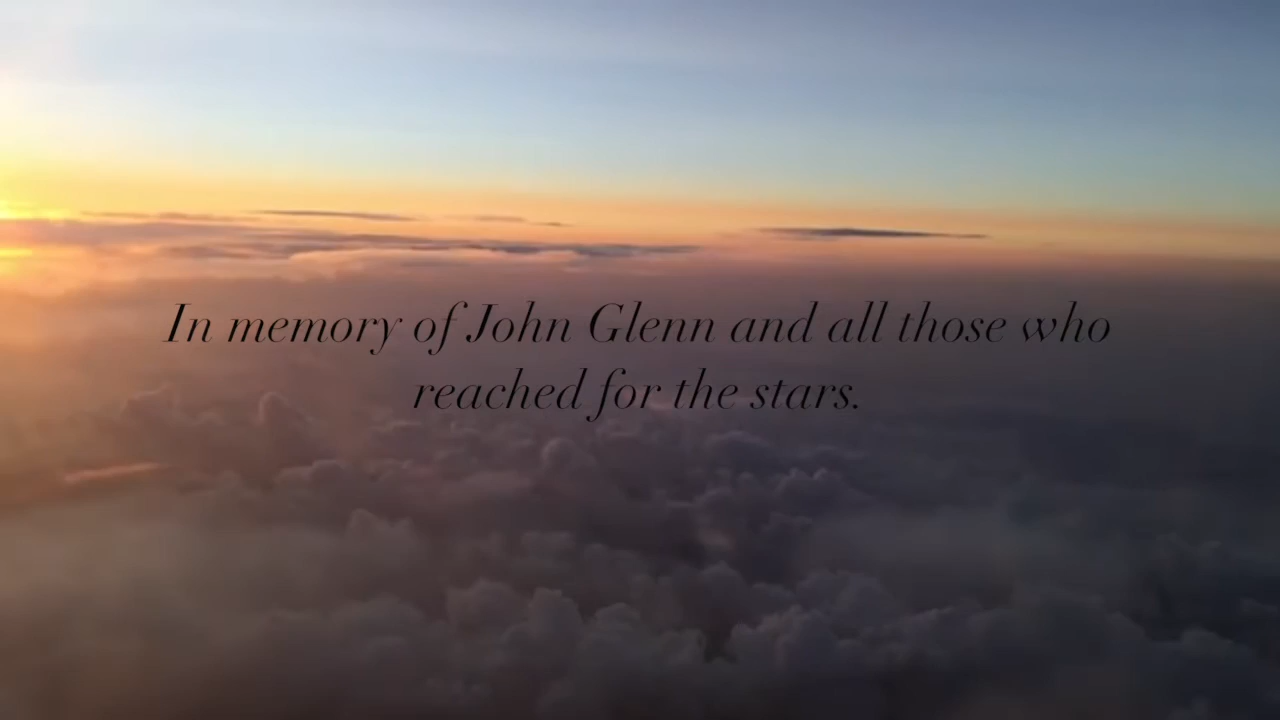 In memory of John Glenn and all those who
reached for the stars.